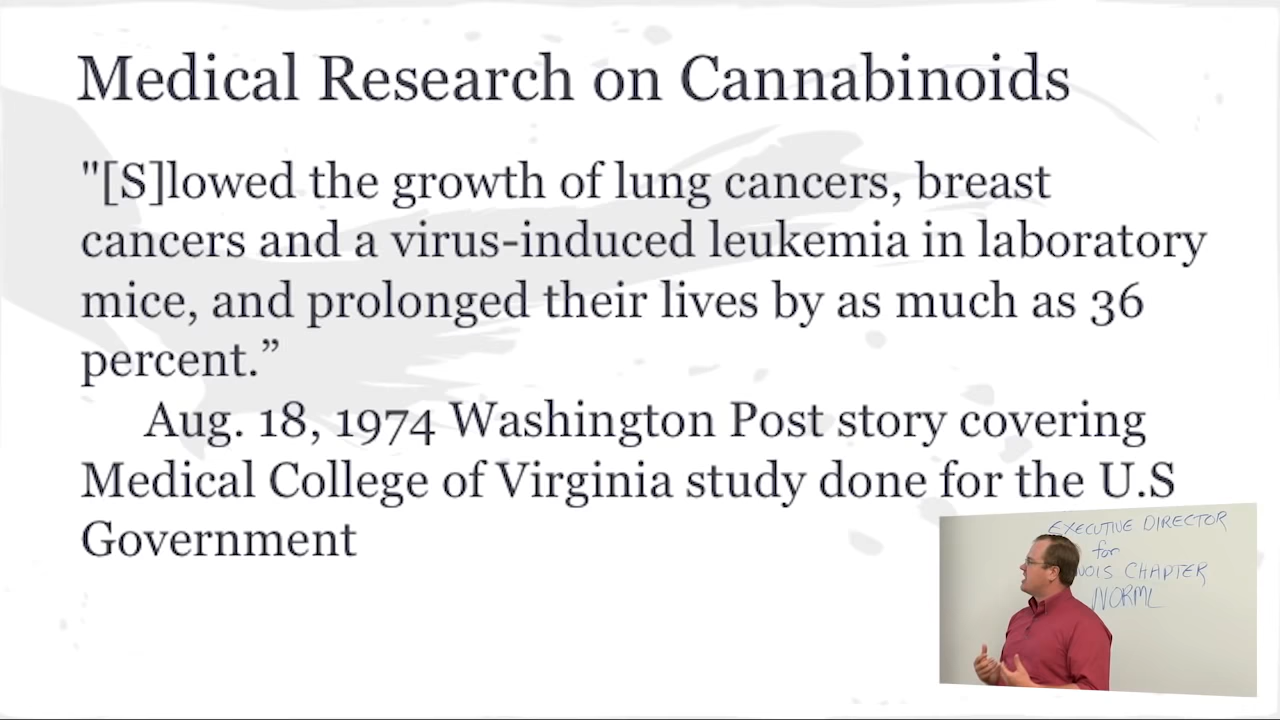 Medical Research on Cannabinoids
"[S]lowed the growth of lung cancers, breast
cancers and a virus-induced leukemia in laboratory
mice, and prolonged their lives by as much as 36
percent.”
Aug. 18, 1974 Washington Post story covering
Medical College of Virginia study done for the U.S
Government
EXECUTIVE DIRECTOR
for
CHAPTER
NORML